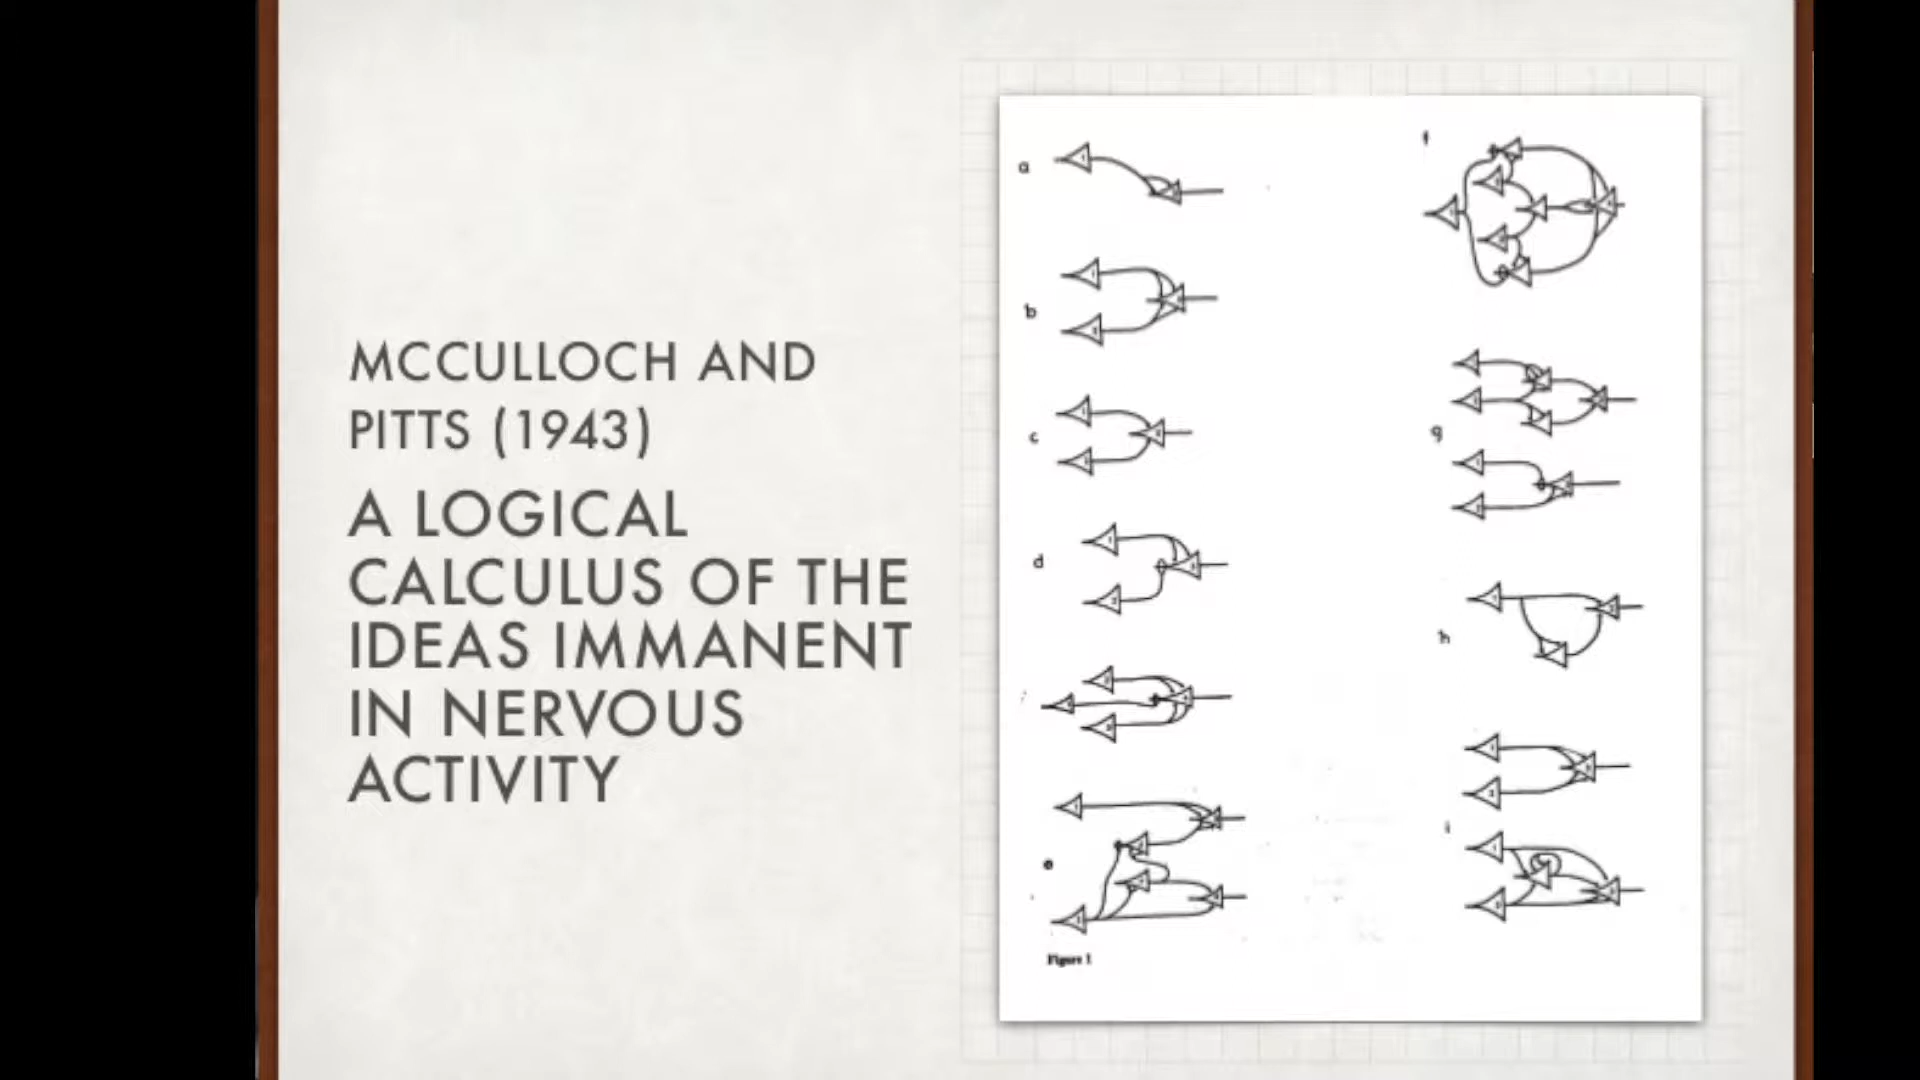 MCCULLOCH AND
PITTS (1943)
A LOGICAL
CALCULUS OF THE
IDEAS IMMANENT
IN NERVOUS
ACTIVITY
a
b
c
d
e
Figure 1
f
g
h
i